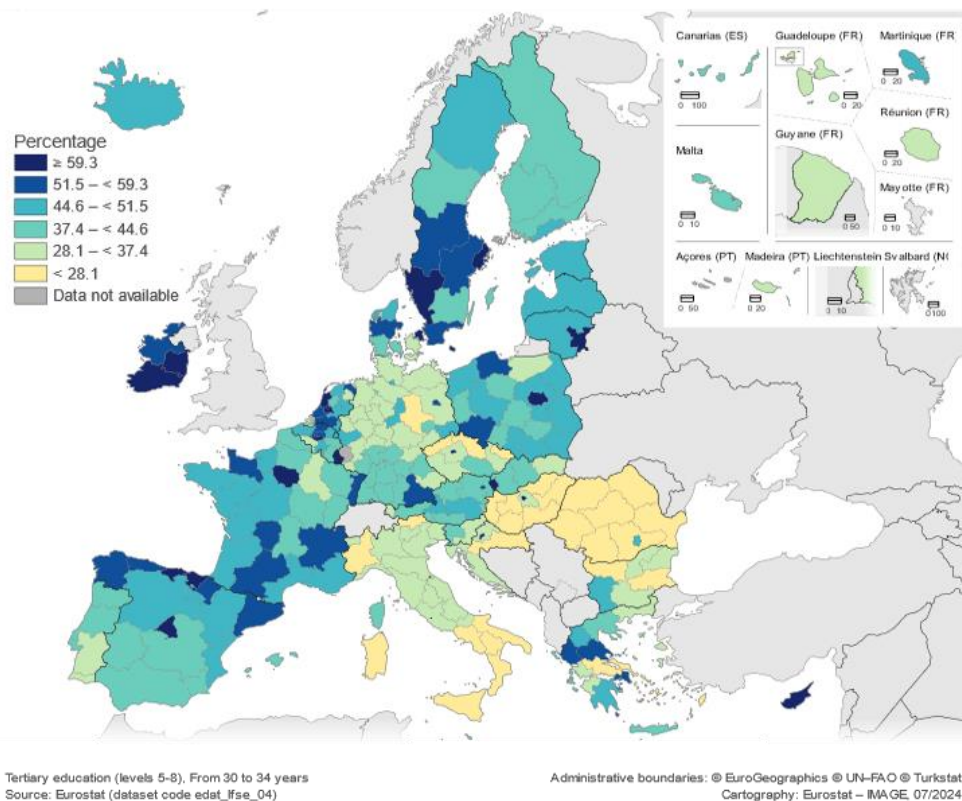 Canarias (ES)
0 100
Guadeloupe (FR)
0 20
Martinique (FR
0 20
Malta
0 10
Guyane (FR)
0 50
Réunion (FR)
0 20
Mayotte (FR)
0 10
Açores (PT)
0 50
Madeira (PT)
0 20
Liechtenstein
0 10
Svalbard (N
0 100
Percentage
≥ 59.3
51.5 – < 59.3
44.6 – < 51.5
37.4 – < 44.6
28.1 – < 37.4
< 28.1
Data not available
Tertiary education (levels 5-8), From 30 to 34 years
Source: Eurostat (dataset code edat_lfse_04)
Administrative boundaries: © EuroGeographics © UN–FAO © Turkstat
Cartography: Eurostat – IMAGE, 07/2024